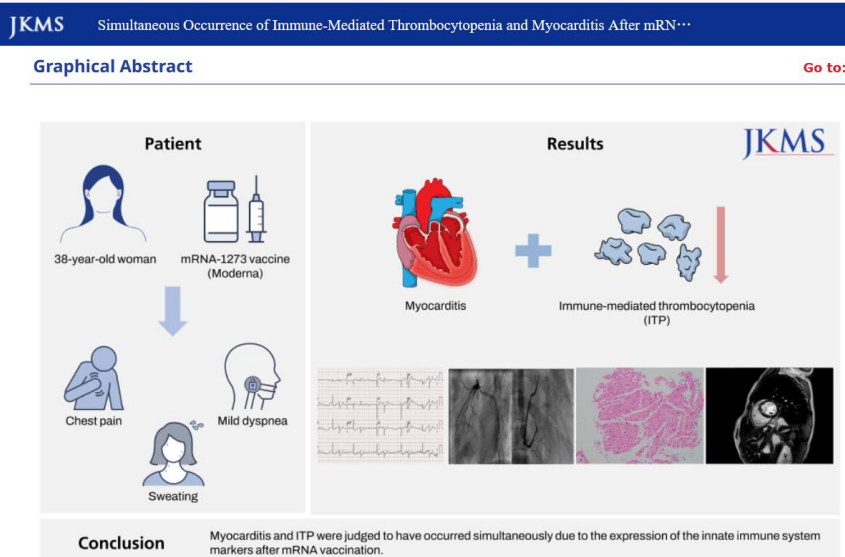 JKMS
Simultaneous Occurrence of Immune-Mediated Thrombocytopenia and Myocarditis After mRN⋯
Graphical Abstract
Go to:
Patient
38-year-old woman
mRNA-1273 vaccine
(Moderna)
Chest pain
Mild dyspnea
Sweating
Results
JKMS
Myocarditis
Immune-mediated thrombocytopenia
(ITP)
Conclusion
Myocarditis and ITP were judged to have occurred simultaneously due to the expression of the innate immune system
markers after mRNA vaccination.